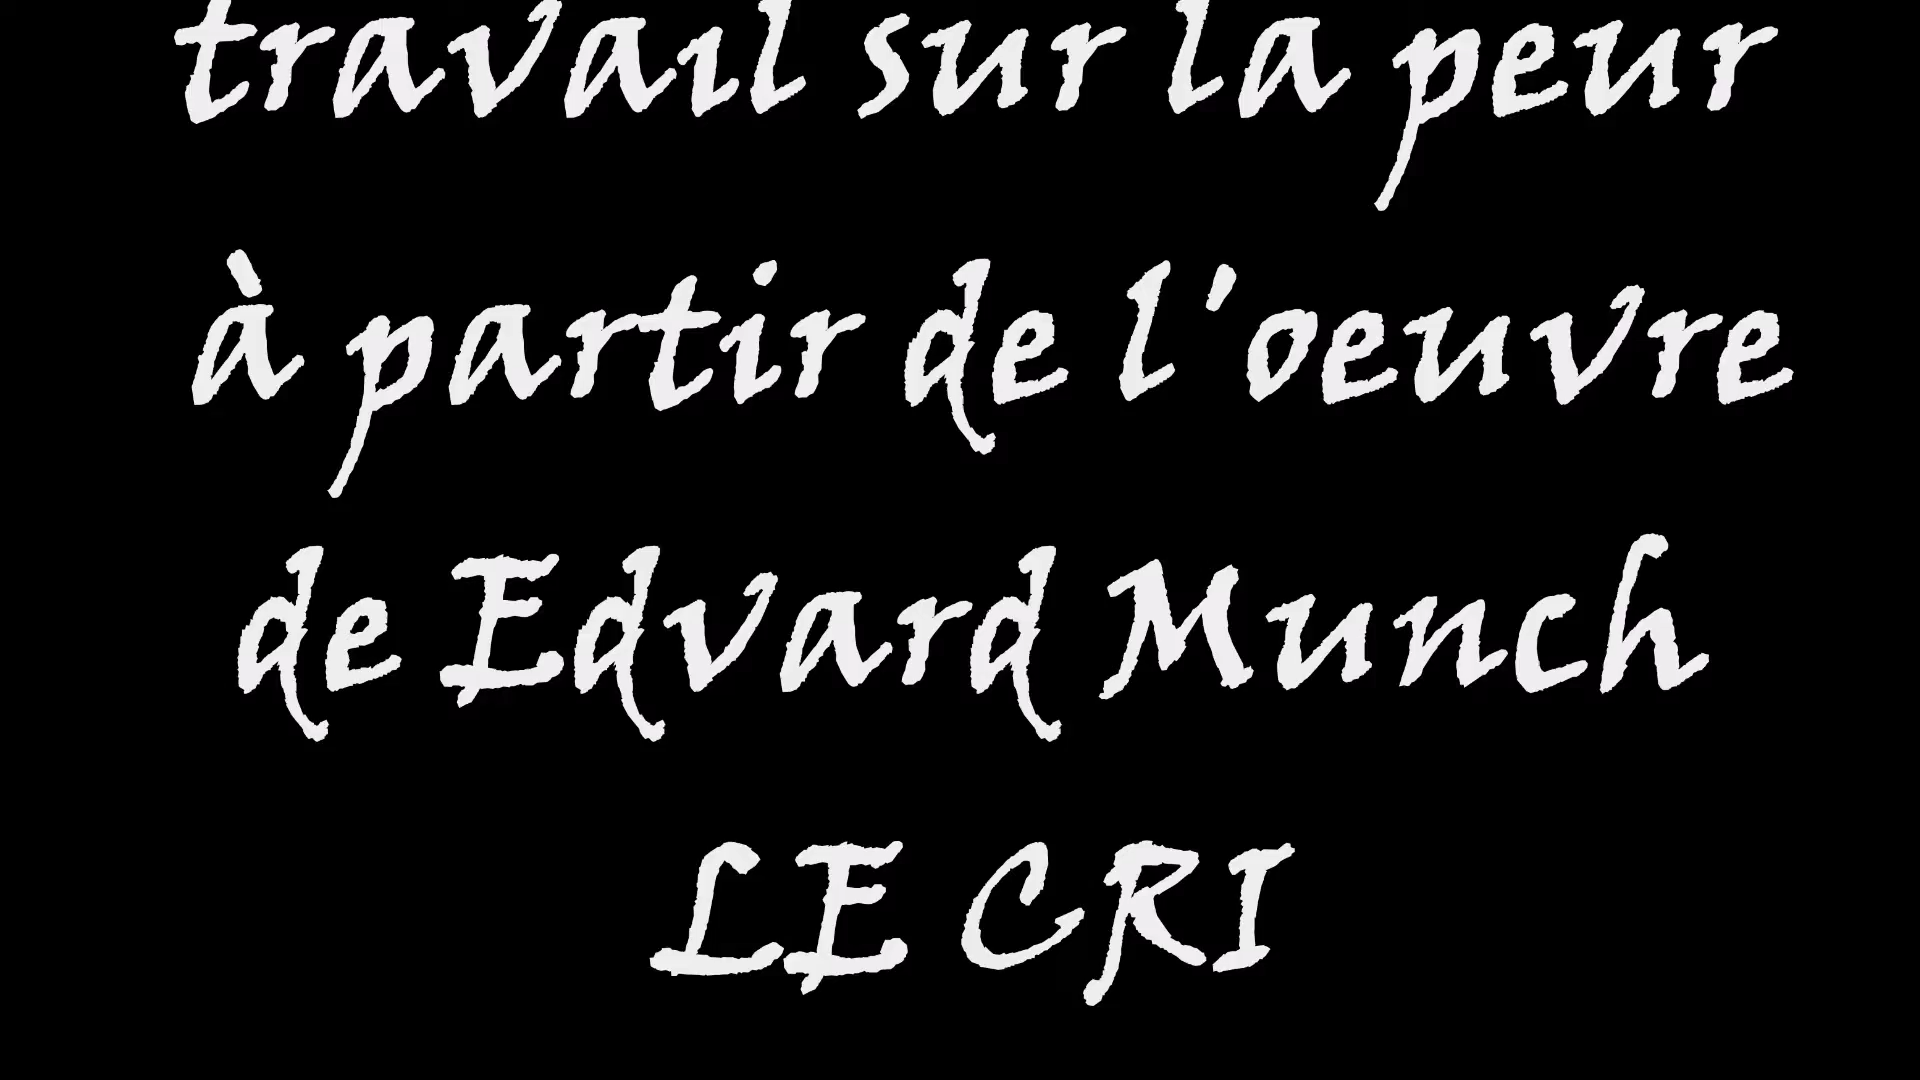 travail sur la peur
à partir de l'oeuvre
de Edvard Munch
LE CRI